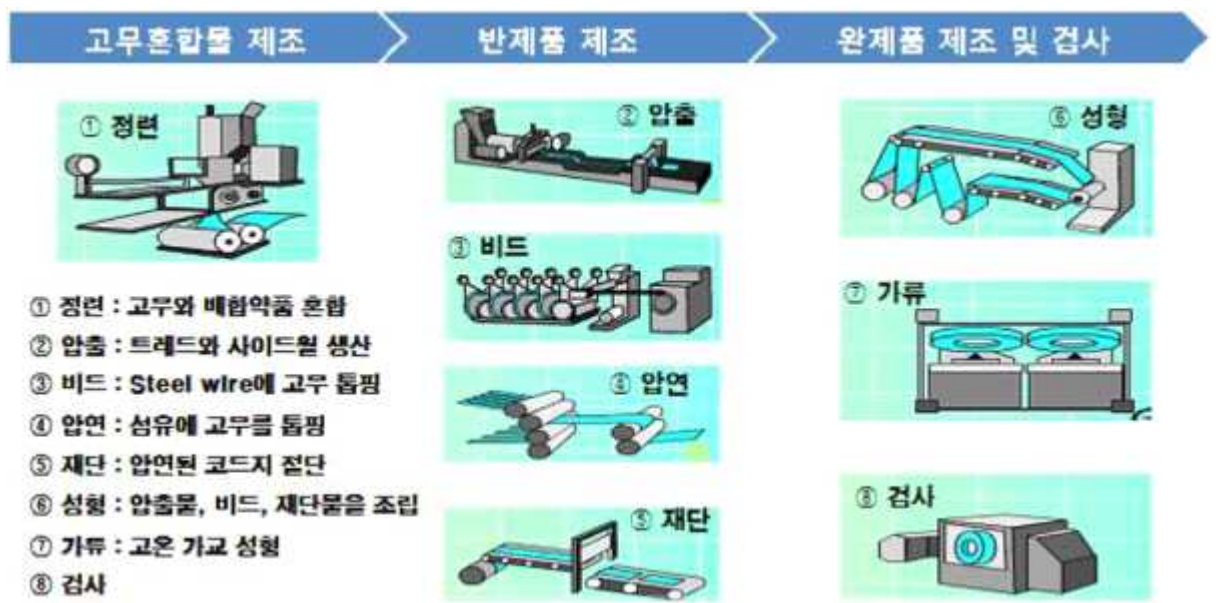 고무혼합물 제조
반제품 제조
완제품 제조 및 검사
① 정련
① 정련 : 고무와 배합약품 혼합
② 압출 : 트레드와 사이드월 생산
③ 비드 : Steel wire에 고무 톱핑
④ 압연 : 섬유에 고무를 톱핑
⑤ 재단 : 압연된 코드지 절단
⑥ 성형 : 압출물, 비드, 재단물을 조립
⑦ 가류 : 고온 가교 성형
⑧ 검사
② 압출
③ 비드
④ 압연
⑤ 재단
⑥ 성형
⑦ 가류
⑧ 검사